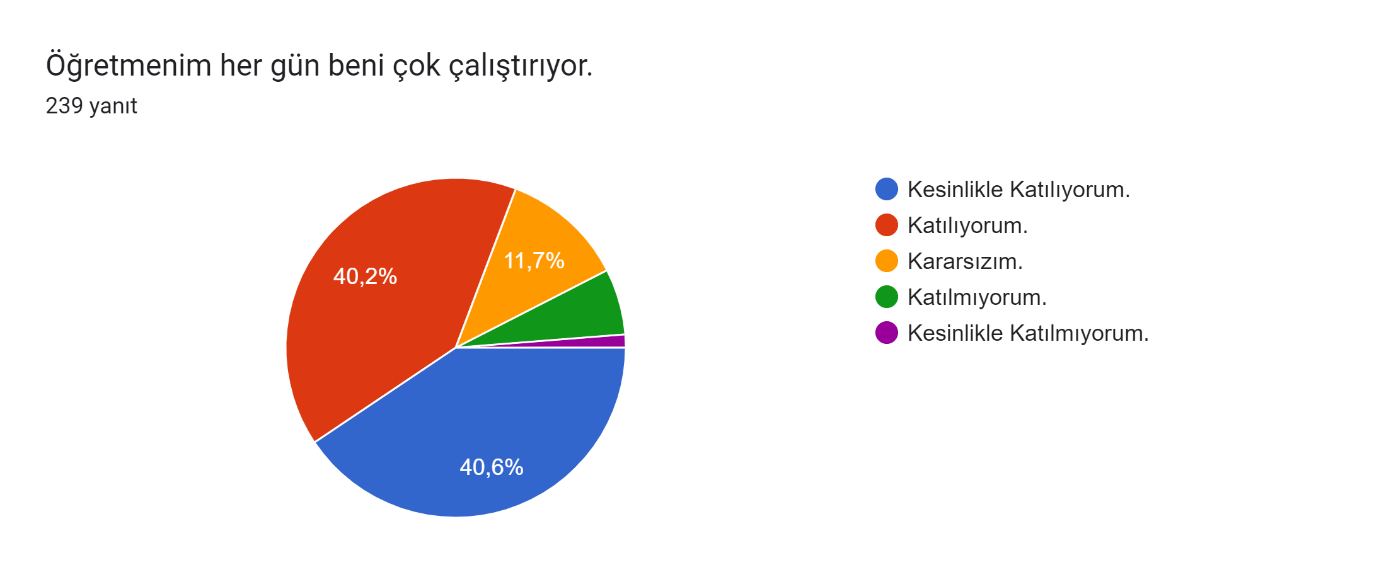 Öğretmenim her gün beni çok çalıştırıyor.
239 yanıt
Kesinlikle Katılıyorum.
Katılıyorum.
Kararsızım.
Katılmıyorum.
Kesinlikle Katılmıyorum.
11,7%
40,2%
40,6%